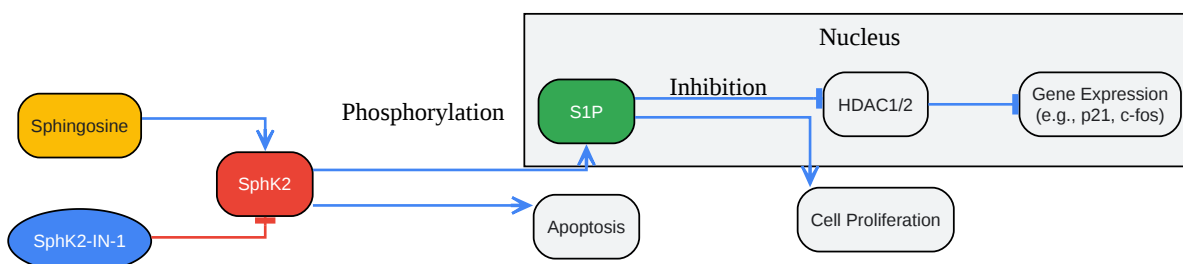 Nucleus
Inhibition
Phosphorylation
Sphingosine
S1P
HDAC1/2
Gene Expression
(e.g., p21, c-fos)
SphK2
SphK2-IN-1
Apoptosis
Cell Proliferation